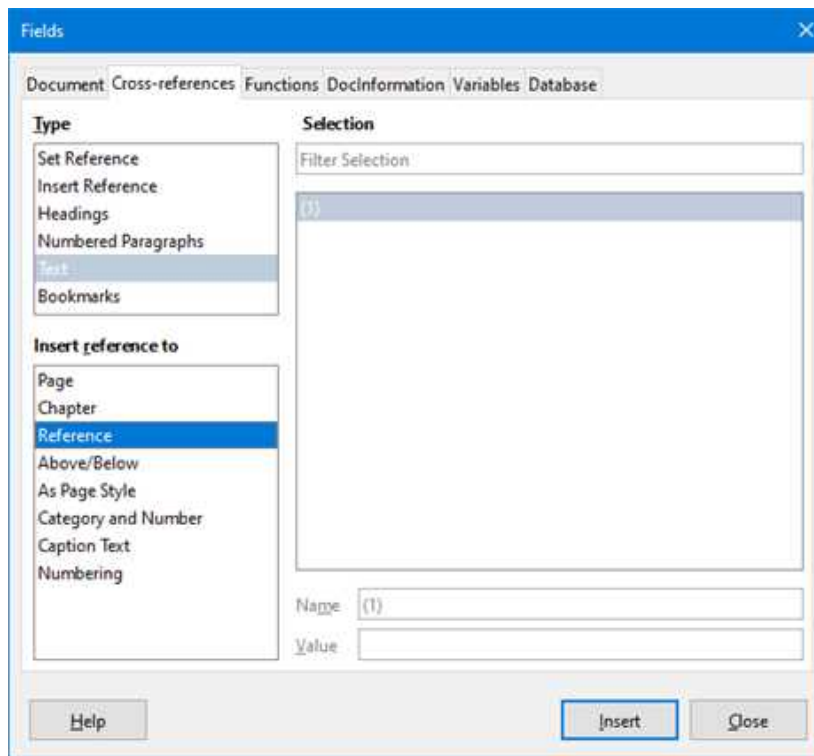 Fields
Document Cross-references Functions DocInformation Variables Database
Type
Set Reference
Insert Reference
Headings
Numbered Paragraphs
Text
Bookmarks
Insert reference to
Page
Chapter
Reference
Above/Below
As Page Style
Category and Number
Caption Text
Numbering
Selection
Filter Selection
(1)
Name (1)
Value
Help Insert Close